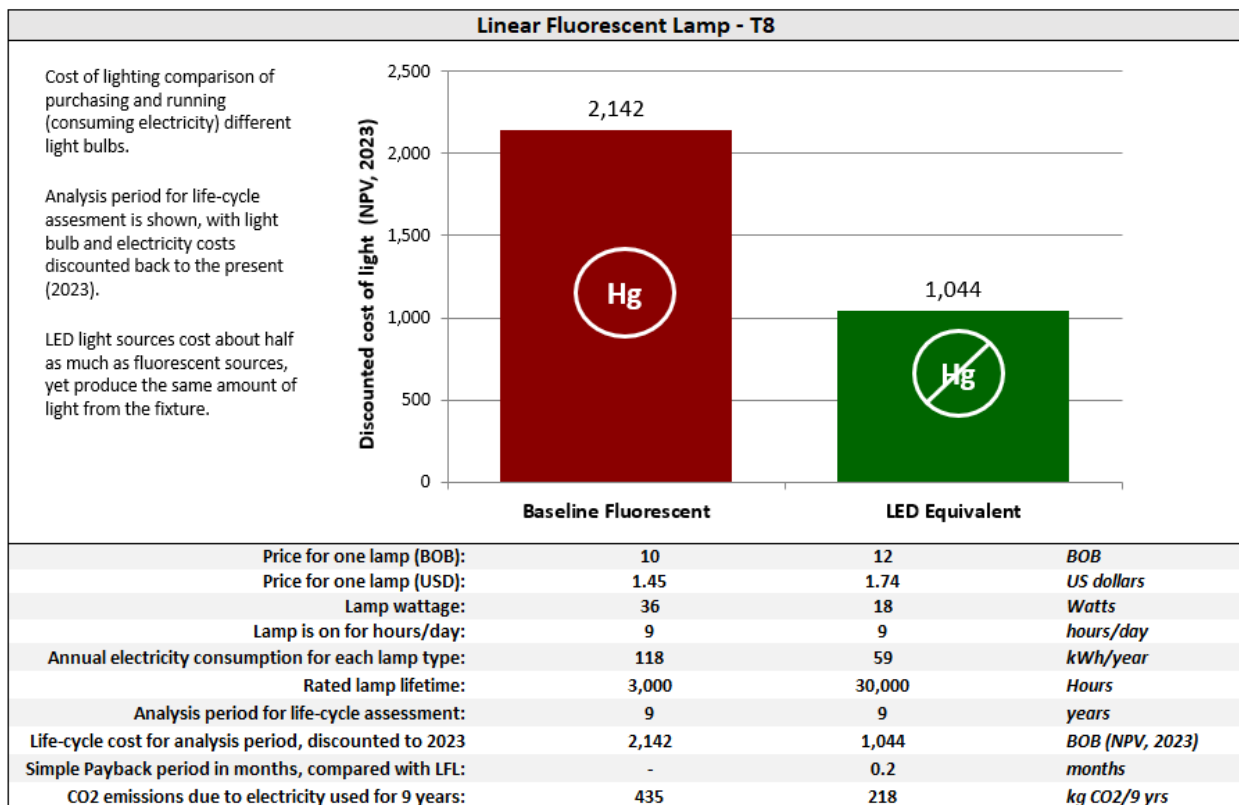 Linear Fluorescent Lamp - T8
Cost of lighting comparison of
purchasing and running
(consuming electricity) different
light bulbs.
Analysis period for life-cycle
assesment is shown, with light
bulb and electricity costs
discounted back to the present
(2023).
LED light sources cost about half
as much as fluorescent sources,
yet produce the same amount of
light from the fixture.
Discounted cost of light (NPV, 2023)
2,500
2,000
1,500
1,000
500
0
2,142
Hg
1,044
Hg
Baseline Fluorescent LED Equivalent
Price for one lamp (BOB): 10 12 BOB
Price for one lamp (USD): 1.45 1.74 US dollars
Lamp wattage: 36 18 Watts
Lamp is on for hours/day: 9 9 hours/day
Annual electricity consumption for each lamp type: 118 59 kWh/year
Rated lamp lifetime: 3,000 30,000 Hours
Analysis period for life-cycle assessment: 9 9 years
Life-cycle cost for analysis period, discounted to 2023 2,142 1,044 BOB (NPV, 2023)
Simple Payback period in months, compared with LFL: - 0.2 months
CO2 emissions due to electricity used for 9 years: 435 218 kg CO2/9 yrs